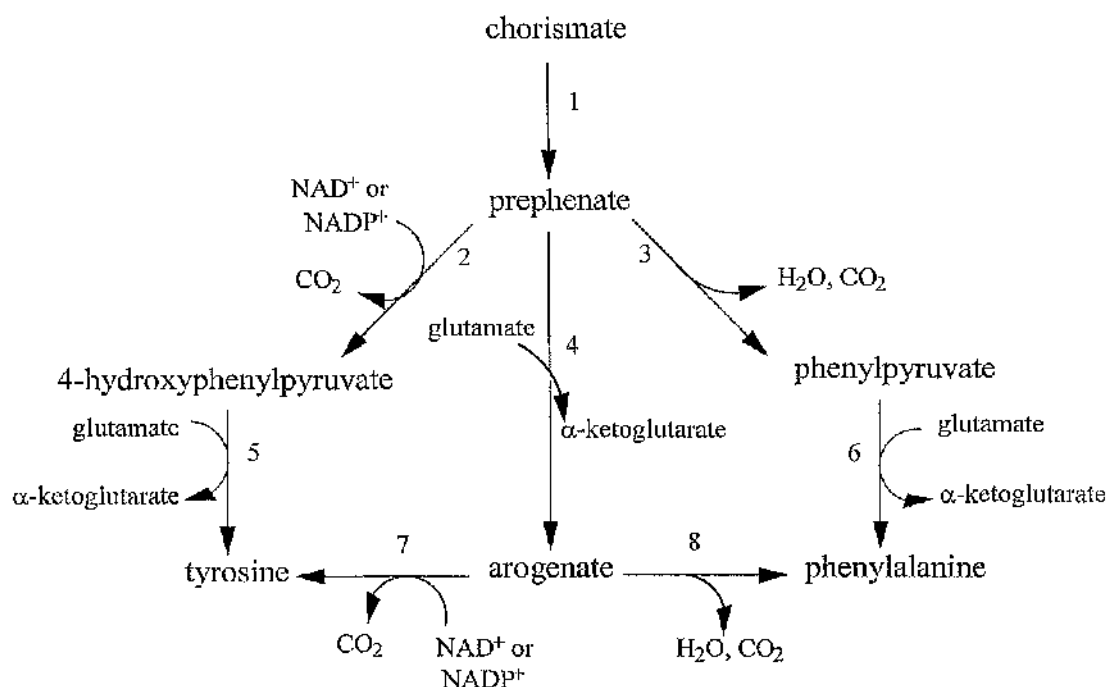 chorismate
1
NAD⁺ or
NADP⁺
prephenate
2
3
CO₂
H₂O, CO₂
glutamate
4
4-hydroxyphenylpyruvate
phenylpyruvate
glutamate
5
α-ketoglutarate
6
glutamate
α-ketoglutarate
α-ketoglutarate
7
8
tyrosine
arogenate
phenylalanine
CO₂
NAD⁺ or
NADP⁺
H₂O, CO₂